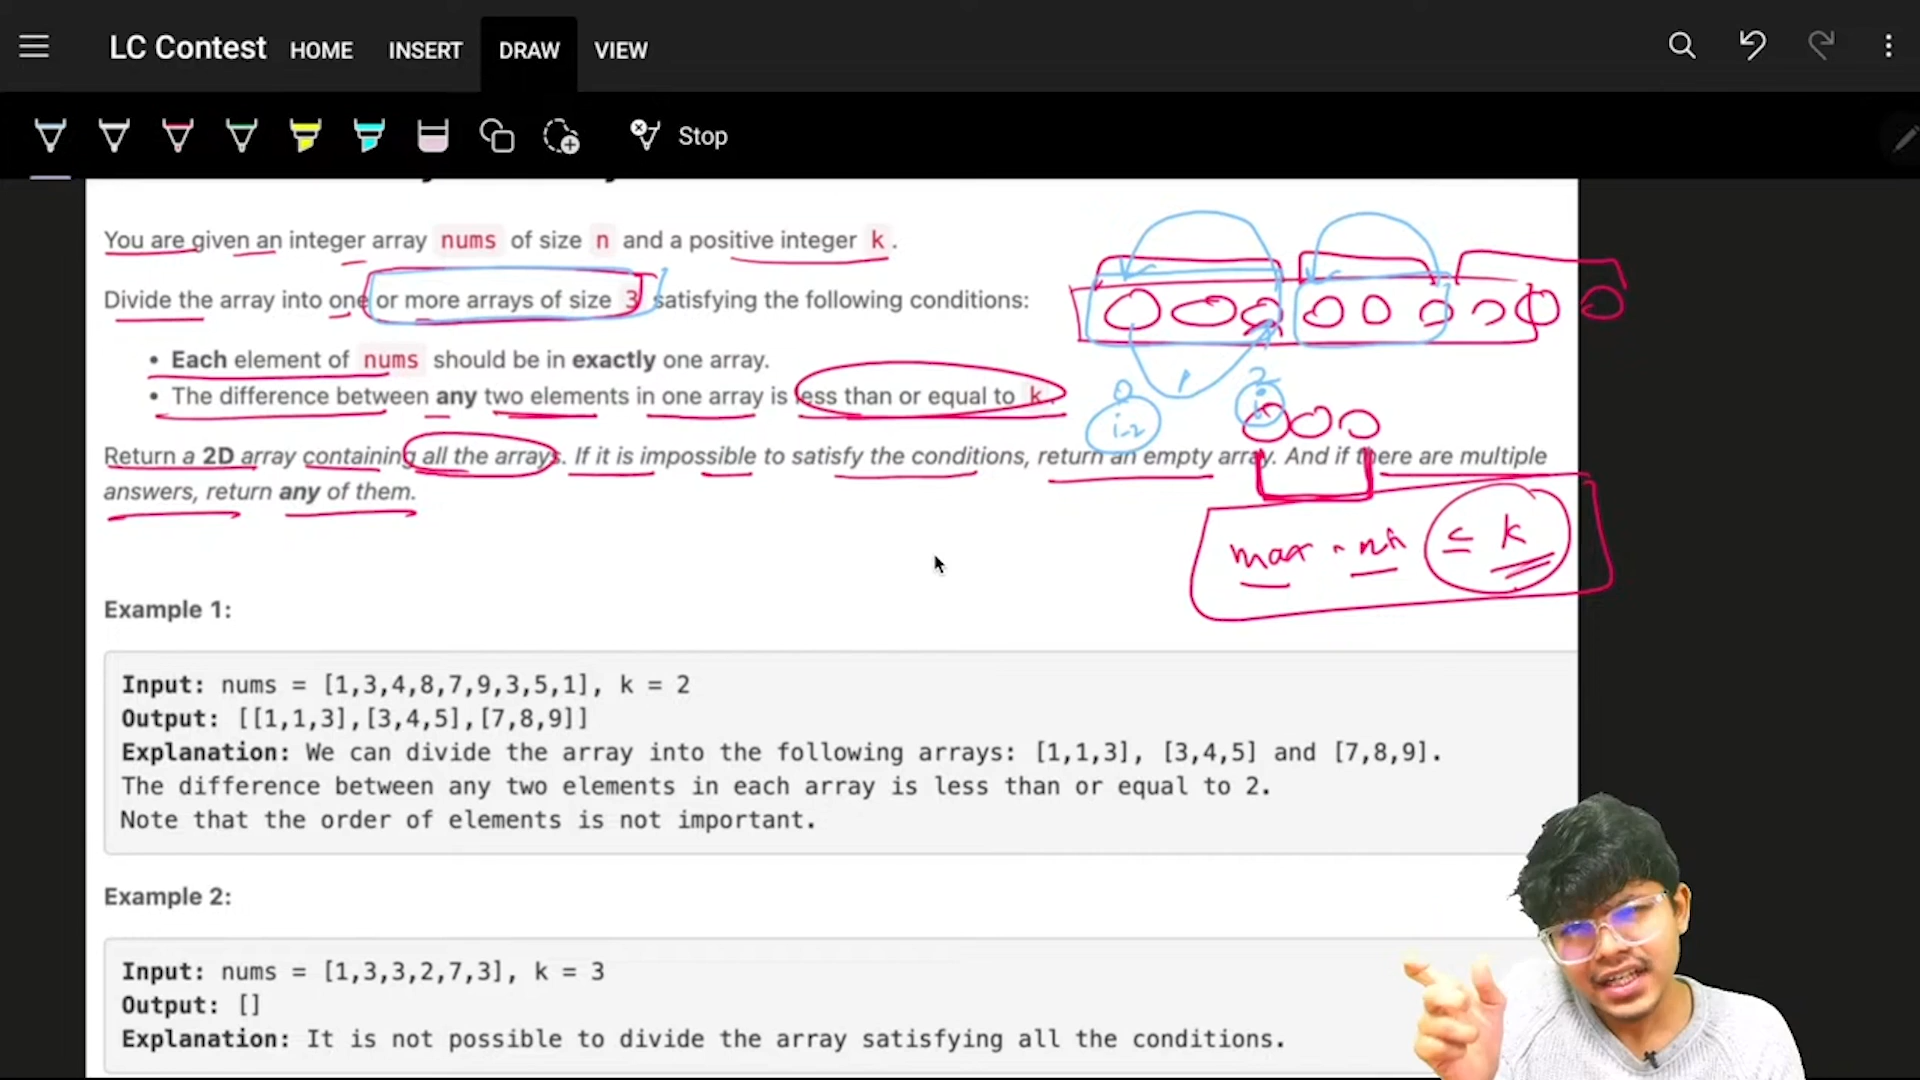 LC Contest HOME INSERT DRAW VIEW
Stop
You are given an integer array nums of size n and a positive integer k.
Divide the array into one or more arrays of size 3 satisfying the following conditions:
• Each element of nums should be in exactly one array.
• The difference between any two elements in one array is less than or equal to k.
0 1 2
i-2 i
Return a 2D array containing all the arrays. If it is impossible to satisfy the conditions, return an empty array. And if there are multiple
answers, return any of them.
max - min ≤ k
Example 1:
Input: nums = [1,3,4,8,7,9,3,5,1], k = 2
Output: [[1,1,3],[3,4,5],[7,8,9]]
Explanation: We can divide the array into the following arrays: [1,1,3], [3,4,5] and [7,8,9].
The difference between any two elements in each array is less than or equal to 2.
Note that the order of elements is not important.
Example 2:
Input: nums = [1,3,3,2,7,3], k = 3
Output: []
Explanation: It is not possible to divide the array satisfying all the conditions.